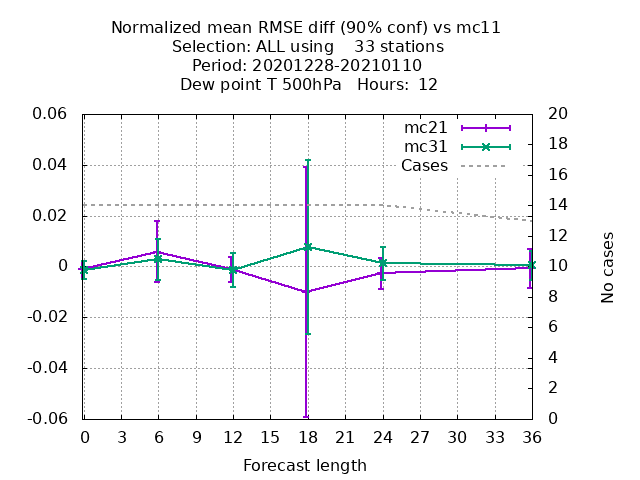 Normalized mean RMSE diff (90% conf) vs mc11
Selection: ALL using    33 stations
Period: 20201228-20210110
Dew point T 500hPa   Hours:  12
0.06
0.04
0.02
0
-0.02
-0.04
-0.06
mc21
mc31
Cases
20
18
16
14
12
10
8
6
4
2
0
No cases
0 3 6 9 12 15 18 21 24 27 30 33 36
Forecast length